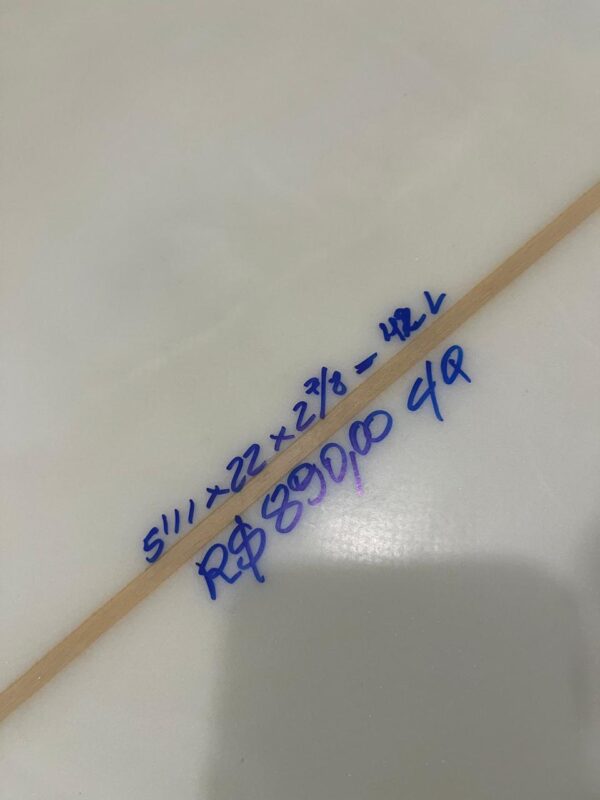 5'11 x 22 x 2 7/8 = 42 L
R$ 890,00 4Q